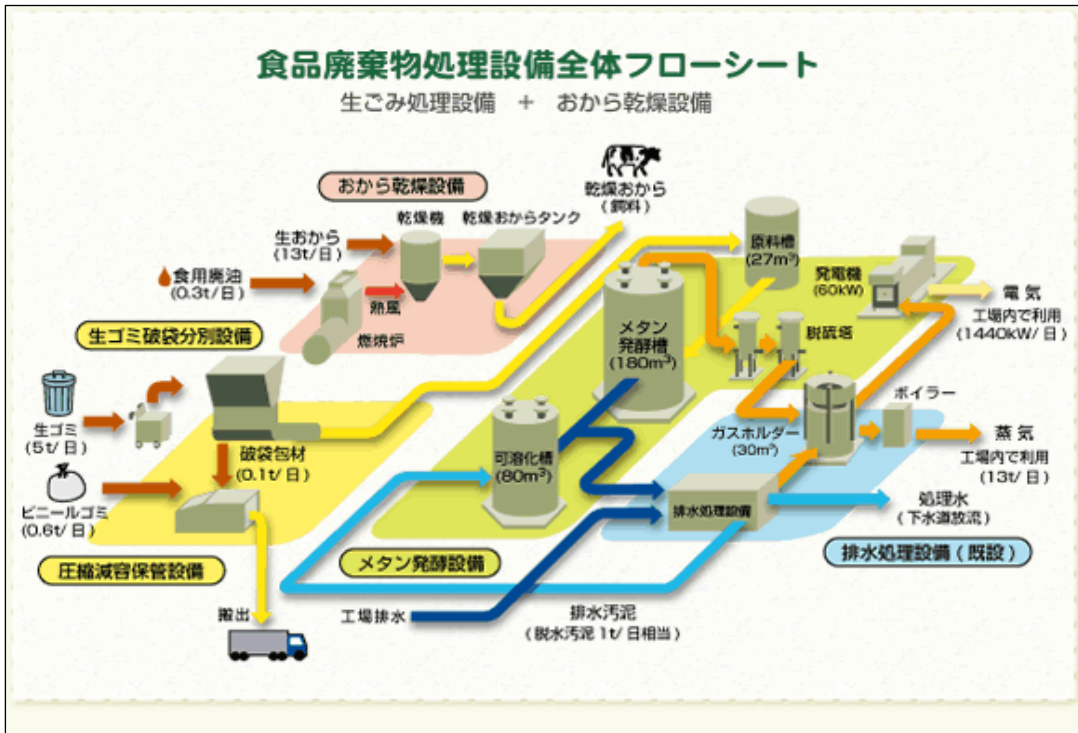 食品廃棄物処理設備全体フローシート
生ごみ処理設備 + おから乾燥設備
おから乾燥設備
乾燥機
乾燥おからタンク
乾燥おから
(飼料)
生おから
(13t/日)
食用廃油
(0.3t/日)
熱風
燃焼炉
原料槽
(27m³)
発電機
(60kW)
電気
工場内で利用
(1440kW/日)
メタン
発酵槽
(180m³)
脱硫塔
生ゴミ破袋分別設備
生ゴミ
(5t/日)
破袋包材
(0.1t/日)
ビニールゴミ
(0.6t/日)
可溶化槽
(80m³)
ガスホルダー
(30m³)
ボイラー
蒸気
工場内で利用
(13t/日)
排水処理設備
処理水
(下水道放流)
排水処理設備(既設)
圧縮減容保管設備
メタン発酵設備
搬出
工場排水
排水汚泥
(脱水汚泥1t/日相当)